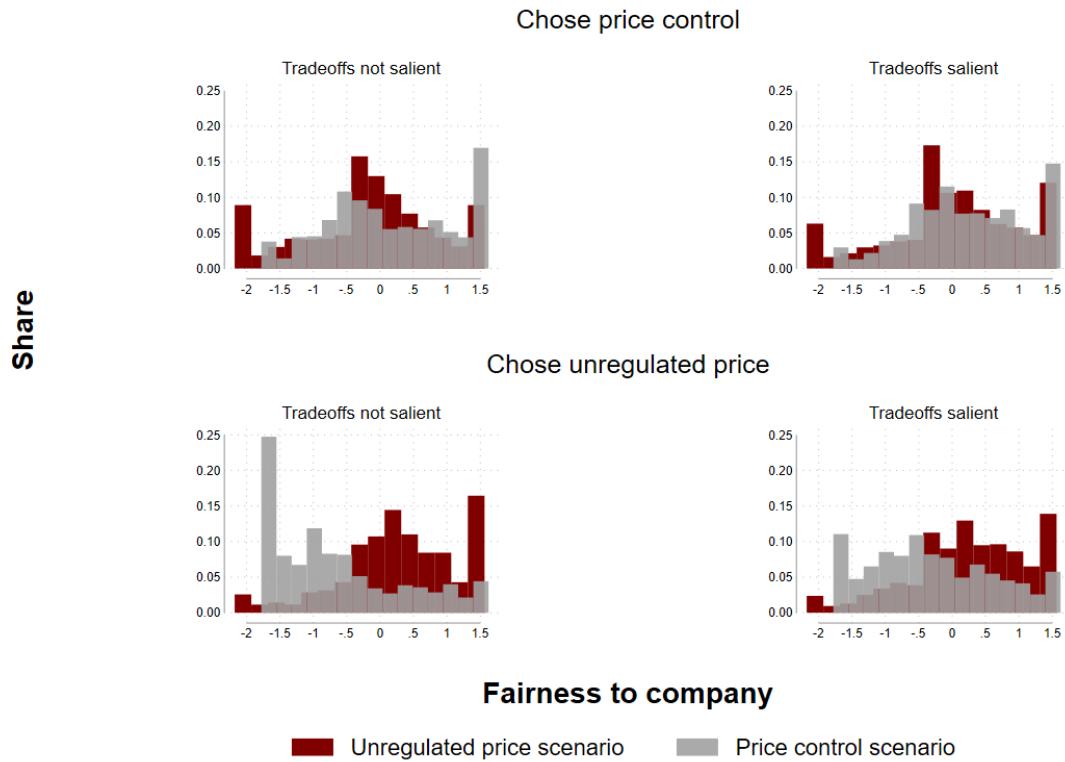 Chose price control
Tradeoffs not salient
0.25
0.20
0.15
0.10
0.05
0.00
-2 -1.5 -1 -.5 0 .5 1 1.5
Tradeoffs salient
0.25
0.20
0.15
0.10
0.05
0.00
-2 -1.5 -1 -.5 0 .5 1 1.5
Share
Chose unregulated price
Tradeoffs not salient
0.25
0.20
0.15
0.10
0.05
0.00
-2 -1.5 -1 -.5 0 .5 1 1.5
Tradeoffs salient
0.25
0.20
0.15
0.10
0.05
0.00
-2 -1.5 -1 -.5 0 .5 1 1.5
Fairness to company
Unregulated price scenario Price control scenario